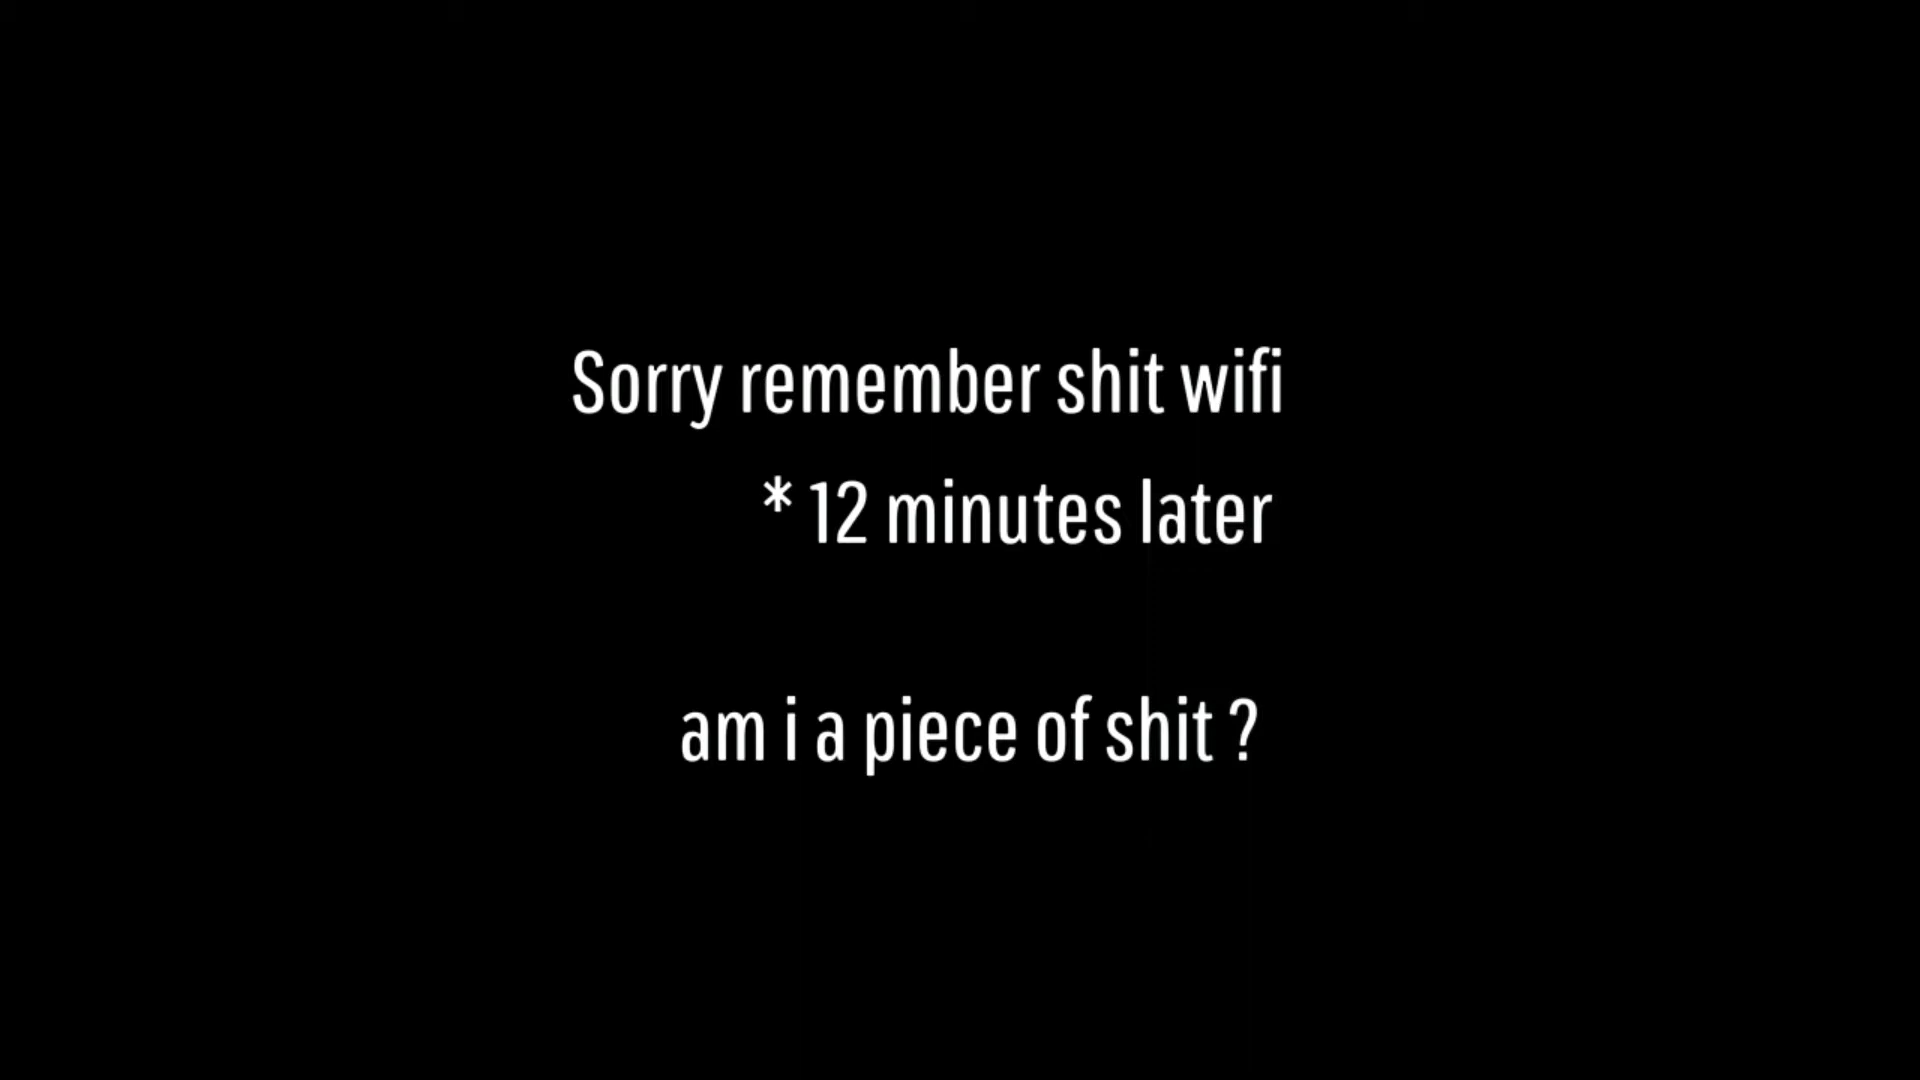 Sorry remember shit wifi
* 12 minutes later
am i a piece of shit ?